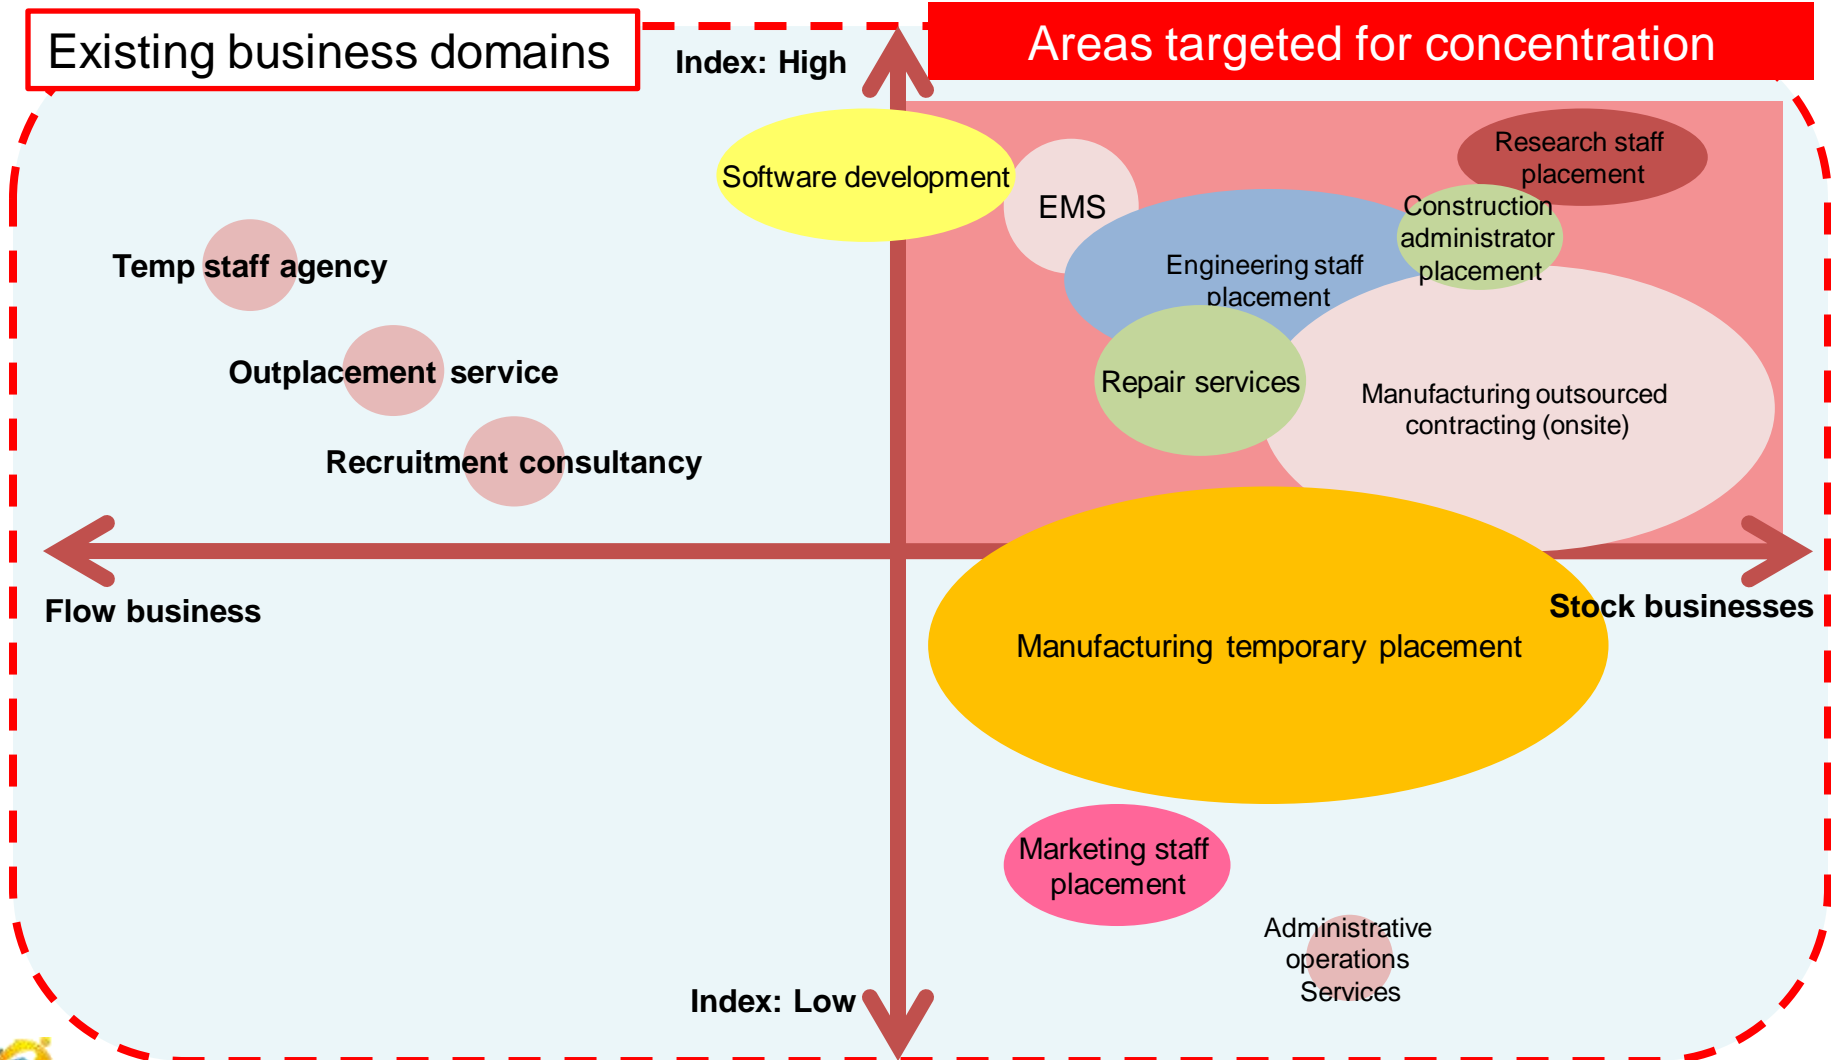 Existing business domains
Areas targeted for concentration
Index: High
Software development
EMS
Research staff
placement
Construction
administrator
placement
Engineering staff
placement
Temp staff agency
Outplacement service
Repair services
Manufacturing outsourced
contracting (onsite)
Recruitment consultancy
Flow business
Stock businesses
Manufacturing temporary placement
Marketing staff
placement
Administrative
operations
Services
Index: Low